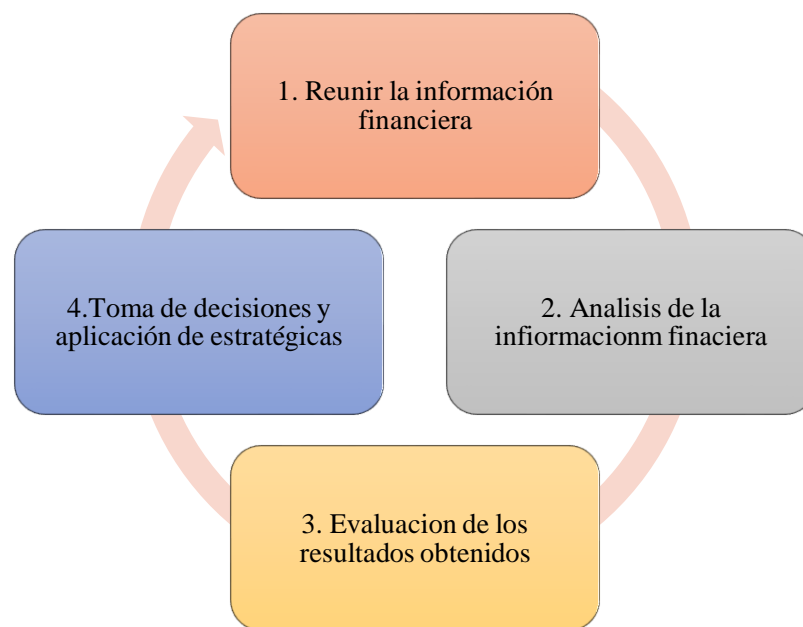 1. Reunir la información
financiera
2. Analisis de la
infiormacionm finaciera
3. Evaluacion de los
resultados obtenidos
4.Toma de decisiones y
aplicación de estratégicas